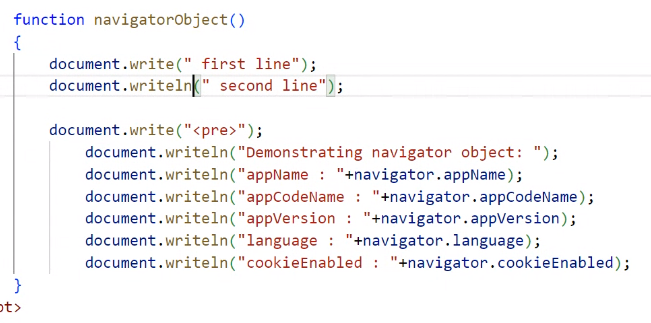 function navigatorObject()
{
document.write(" first line");
document.writeln(" second line");
document.write("<pre>");
document.writeln("Demonstrating navigator object: ");
document.writeln("appName : "+navigator.appName);
document.writeln("appCodeName : "+navigator.appCodeName);
document.writeln("appVersion : "+navigator.appVersion);
document.writeln("language : "+navigator.language);
document.writeln("cookieEnabled : "+navigator.cookieEnabled);
}
pt>